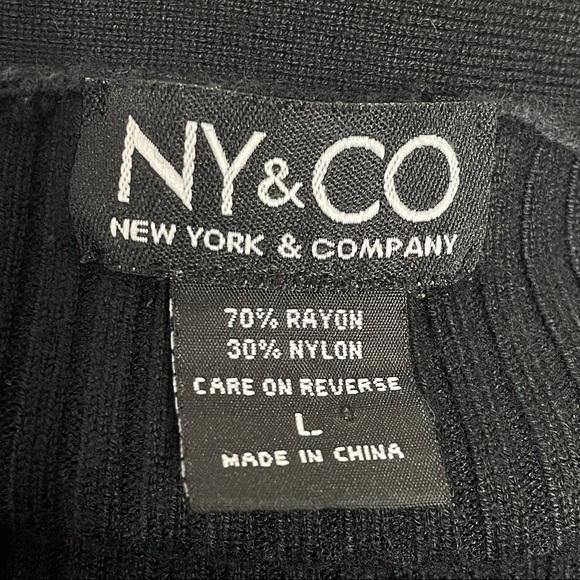 NY&CO
NEW YORK & COMPANY
70% RAYON
30% NYLON
CARE ON REVERSE
L
MADE IN CHINA